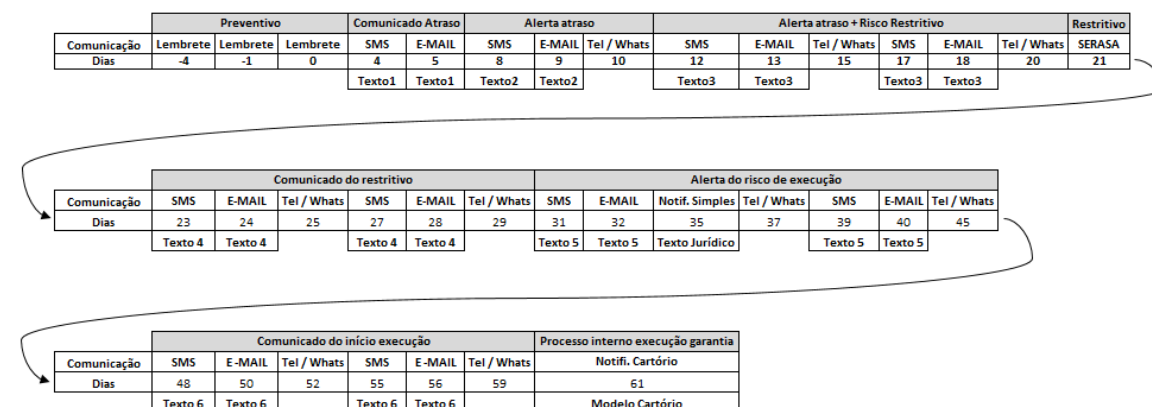 Preventivo Comunicado Atraso Alerta atraso Alerta atraso + Risco Restritivo Restritivo
Comunicação Lembrete Lembrete Lembrete SMS E-MAIL SMS E-MAIL Tel / Whats SMS E-MAIL Tel / Whats SMS E-MAIL Tel / Whats SERASA
Dias -4 -1 0 4 5 8 9 10 12 13 15 17 18 20 21
Texto1 Texto1 Texto2 Texto2 Texto3 Texto3 Texto3 Texto3
Comunicado do restritivo Alerta do risco de execução
Comunicação SMS E-MAIL Tel / Whats SMS E-MAIL Tel / Whats SMS E-MAIL Notif. Simples Tel / Whats SMS E-MAIL Tel / Whats
Dias 23 24 25 27 28 29 31 32 35 37 39 40 45
Texto 4 Texto 4 Texto 4 Texto 4 Texto 5 Texto 5 Texto Jurídico Texto 5 Texto 5
Comunicado do início execução Processo interno execução garantia
Comunicação SMS E-MAIL Tel / Whats SMS E-MAIL Tel / Whats Notifi. Cartório
Dias 48 50 52 55 56 59 61
Texto 6 Texto 6 Texto 6 Texto 6 Modelo Cartório